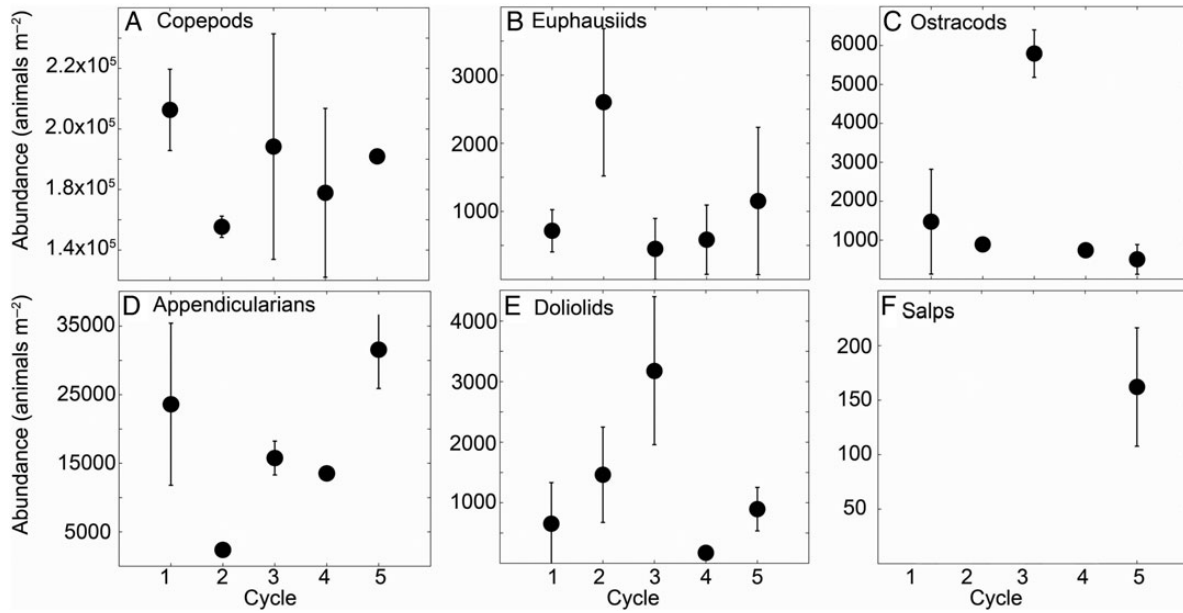 A Copepods
B Euphausiids
C Ostracods
Abundance (animals m⁻²)
2.2x10⁵
2.0x10⁵
1.8x10⁵
1.4x10⁵
3000
2000
1000
6000
5000
4000
3000
2000
1000
D Appendicularians
E Doliolids
F Salps
Abundance (animals m⁻²)
35000
25000
15000
5000
4000
3000
2000
1000
200
150
100
50
1 2 3 4 5
1 2 3 4 5
1 2 3 4 5
Cycle
Cycle
Cycle